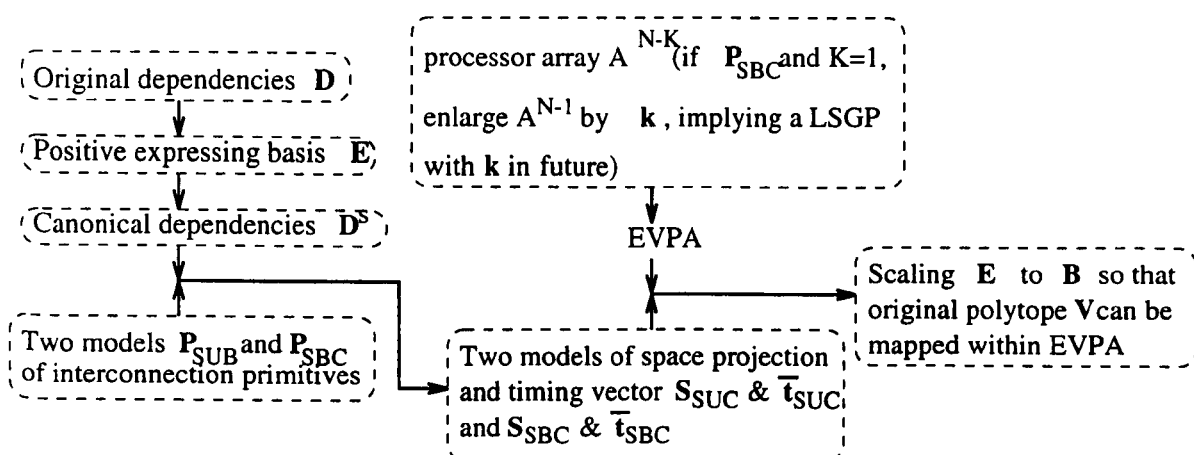 Original dependencies D
Positive expressing basis E
Canonical dependencies D^S
Two models P_SUB and P_SBC
of interconnection primitives
processor array A^N-K (if P_SBC and K=1,
enlarge A^N-1 by k , implying a LSGP
with k in future)
EVPA
Two models of space projection
and timing vector S_SUC & t̅_SUC
and S_SBC & t̅_SBC
Scaling E to B so that
original polytope V can be
mapped within EVPA